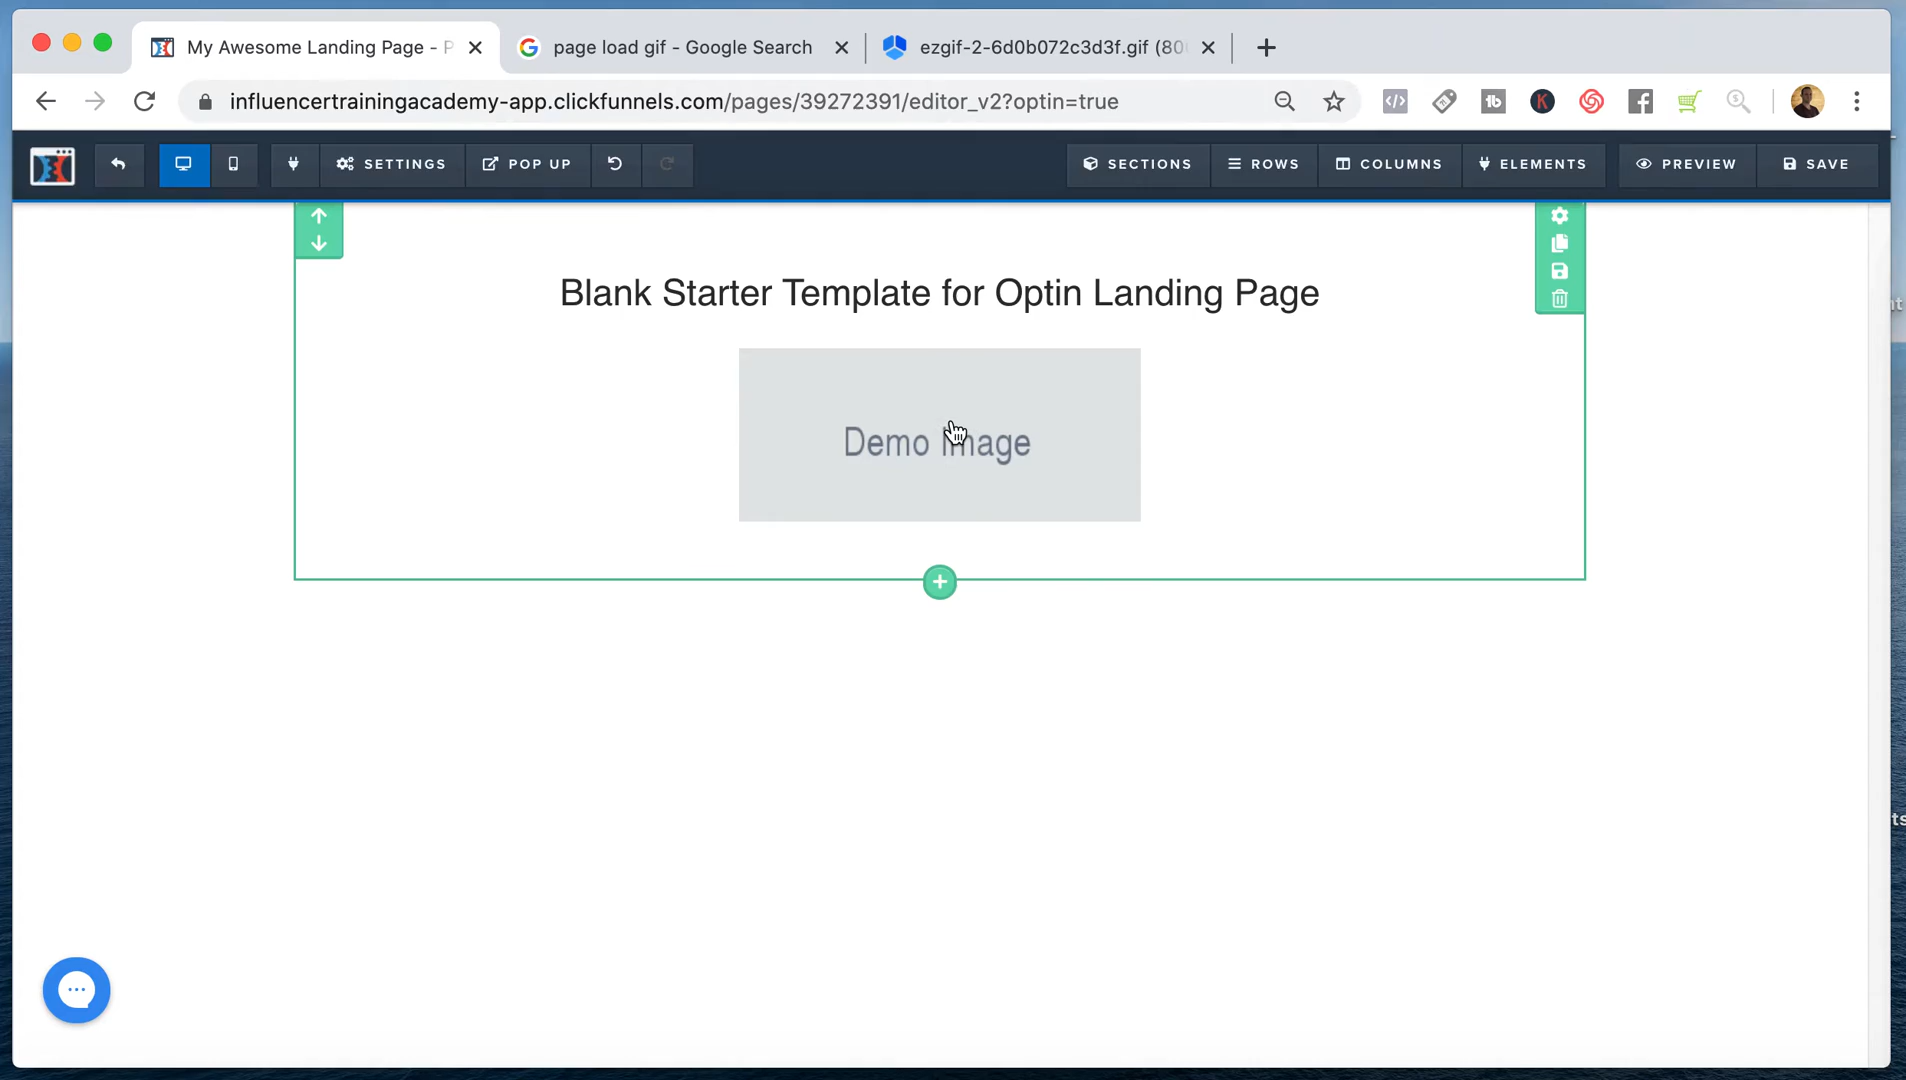 My Awesome Landing Page - P
page load gif - Google Search
ezgif-2-6d0b072c3d3f.gif (80
influencertrainingacademy-app.clickfunnels.com/pages/39272391/editor_v2?optin=true
SETTINGS
POP UP
SECTIONS
ROWS
COLUMNS
ELEMENTS
PREVIEW
SAVE
Blank Starter Template for Optin Landing Page
Demo Image